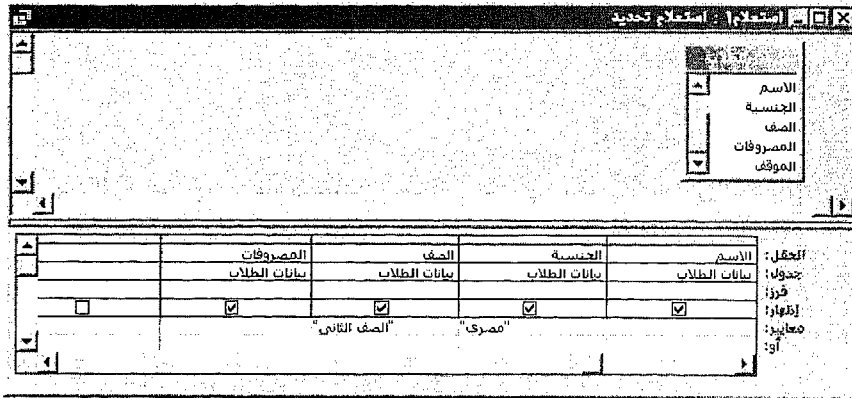 استعلام١ : استعلام تحديد
الاسم
الجنسية
الصف
المصروفات
الموقف
الحقل: الاسم الجنسية الصف المصروفات
جدول: بيانات الطلاب بيانات الطلاب بيانات الطلاب بيانات الطلاب
فرز:
إظهار:
معايير: "مصري" "الصف الثاني"
أو: